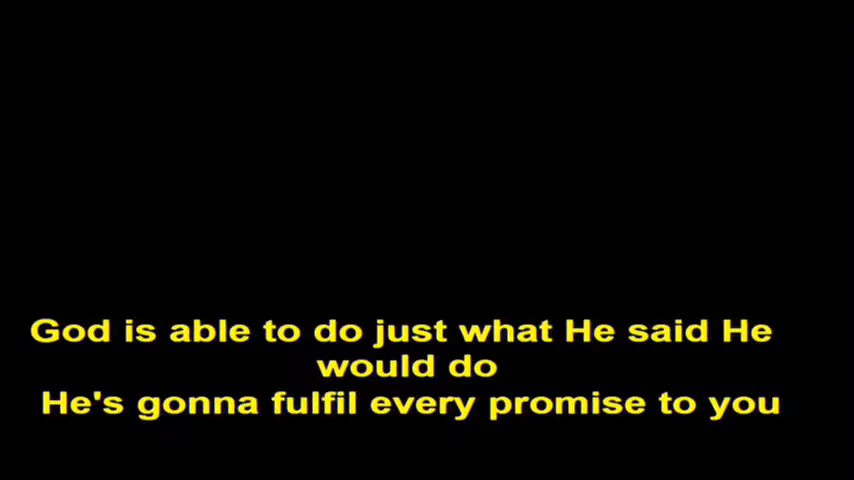 God is able to do just what He said He
would do
He's gonna fulfil every promise to you